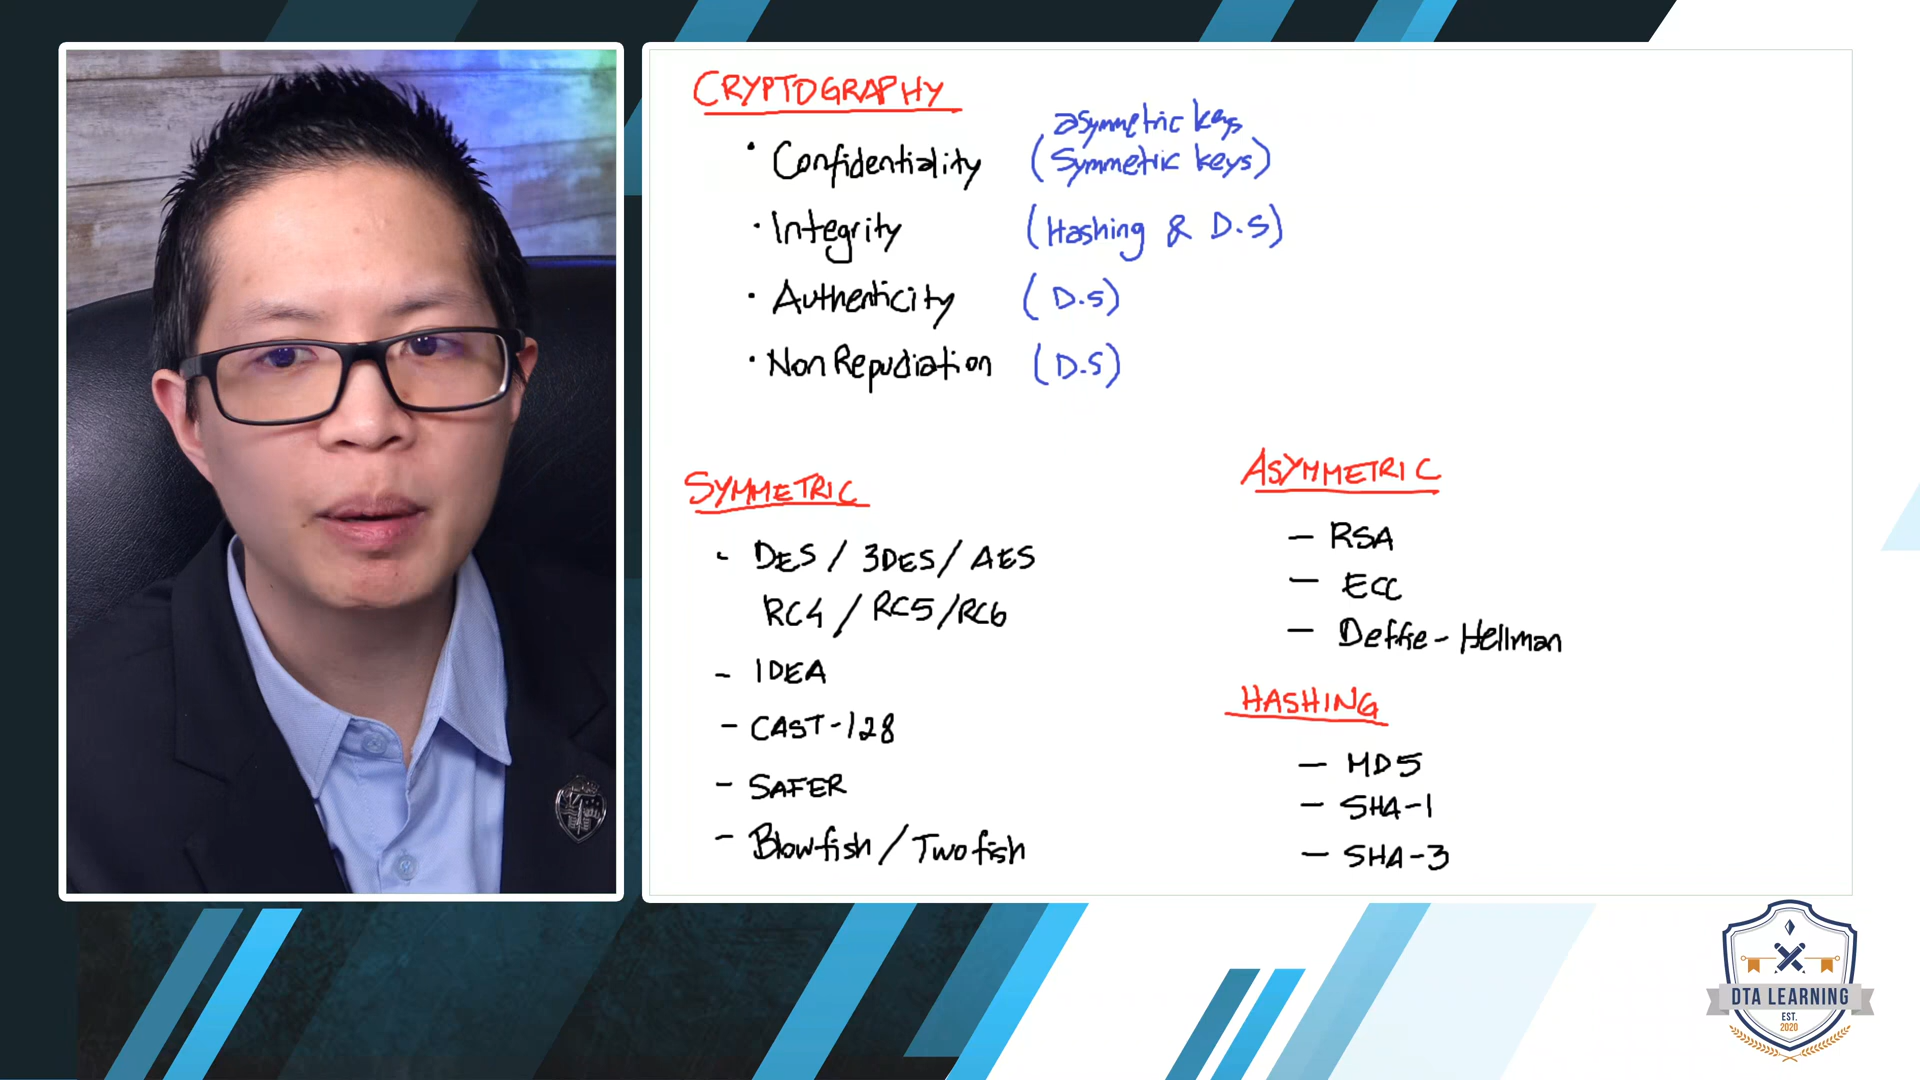 CRYPTOGRAPHY
asymmetric keys
• Confidentiality (Symmetric keys)
• Integrity (Hashing & D.S)
• Authenticity (D.S)
• Non Repudiation (D.S)
SYMMETRIC
- DES / 3DES / AES
RC4 / RC5 / RC6
- IDEA
- CAST-128
- SAFER
- Blowfish / Twofish
ASYMMETRIC
- RSA
- ECC
- Deffie - Hellman
HASHING
- MD5
- SHA-1
- SHA-3
DTA LEARNING
EST.
2020